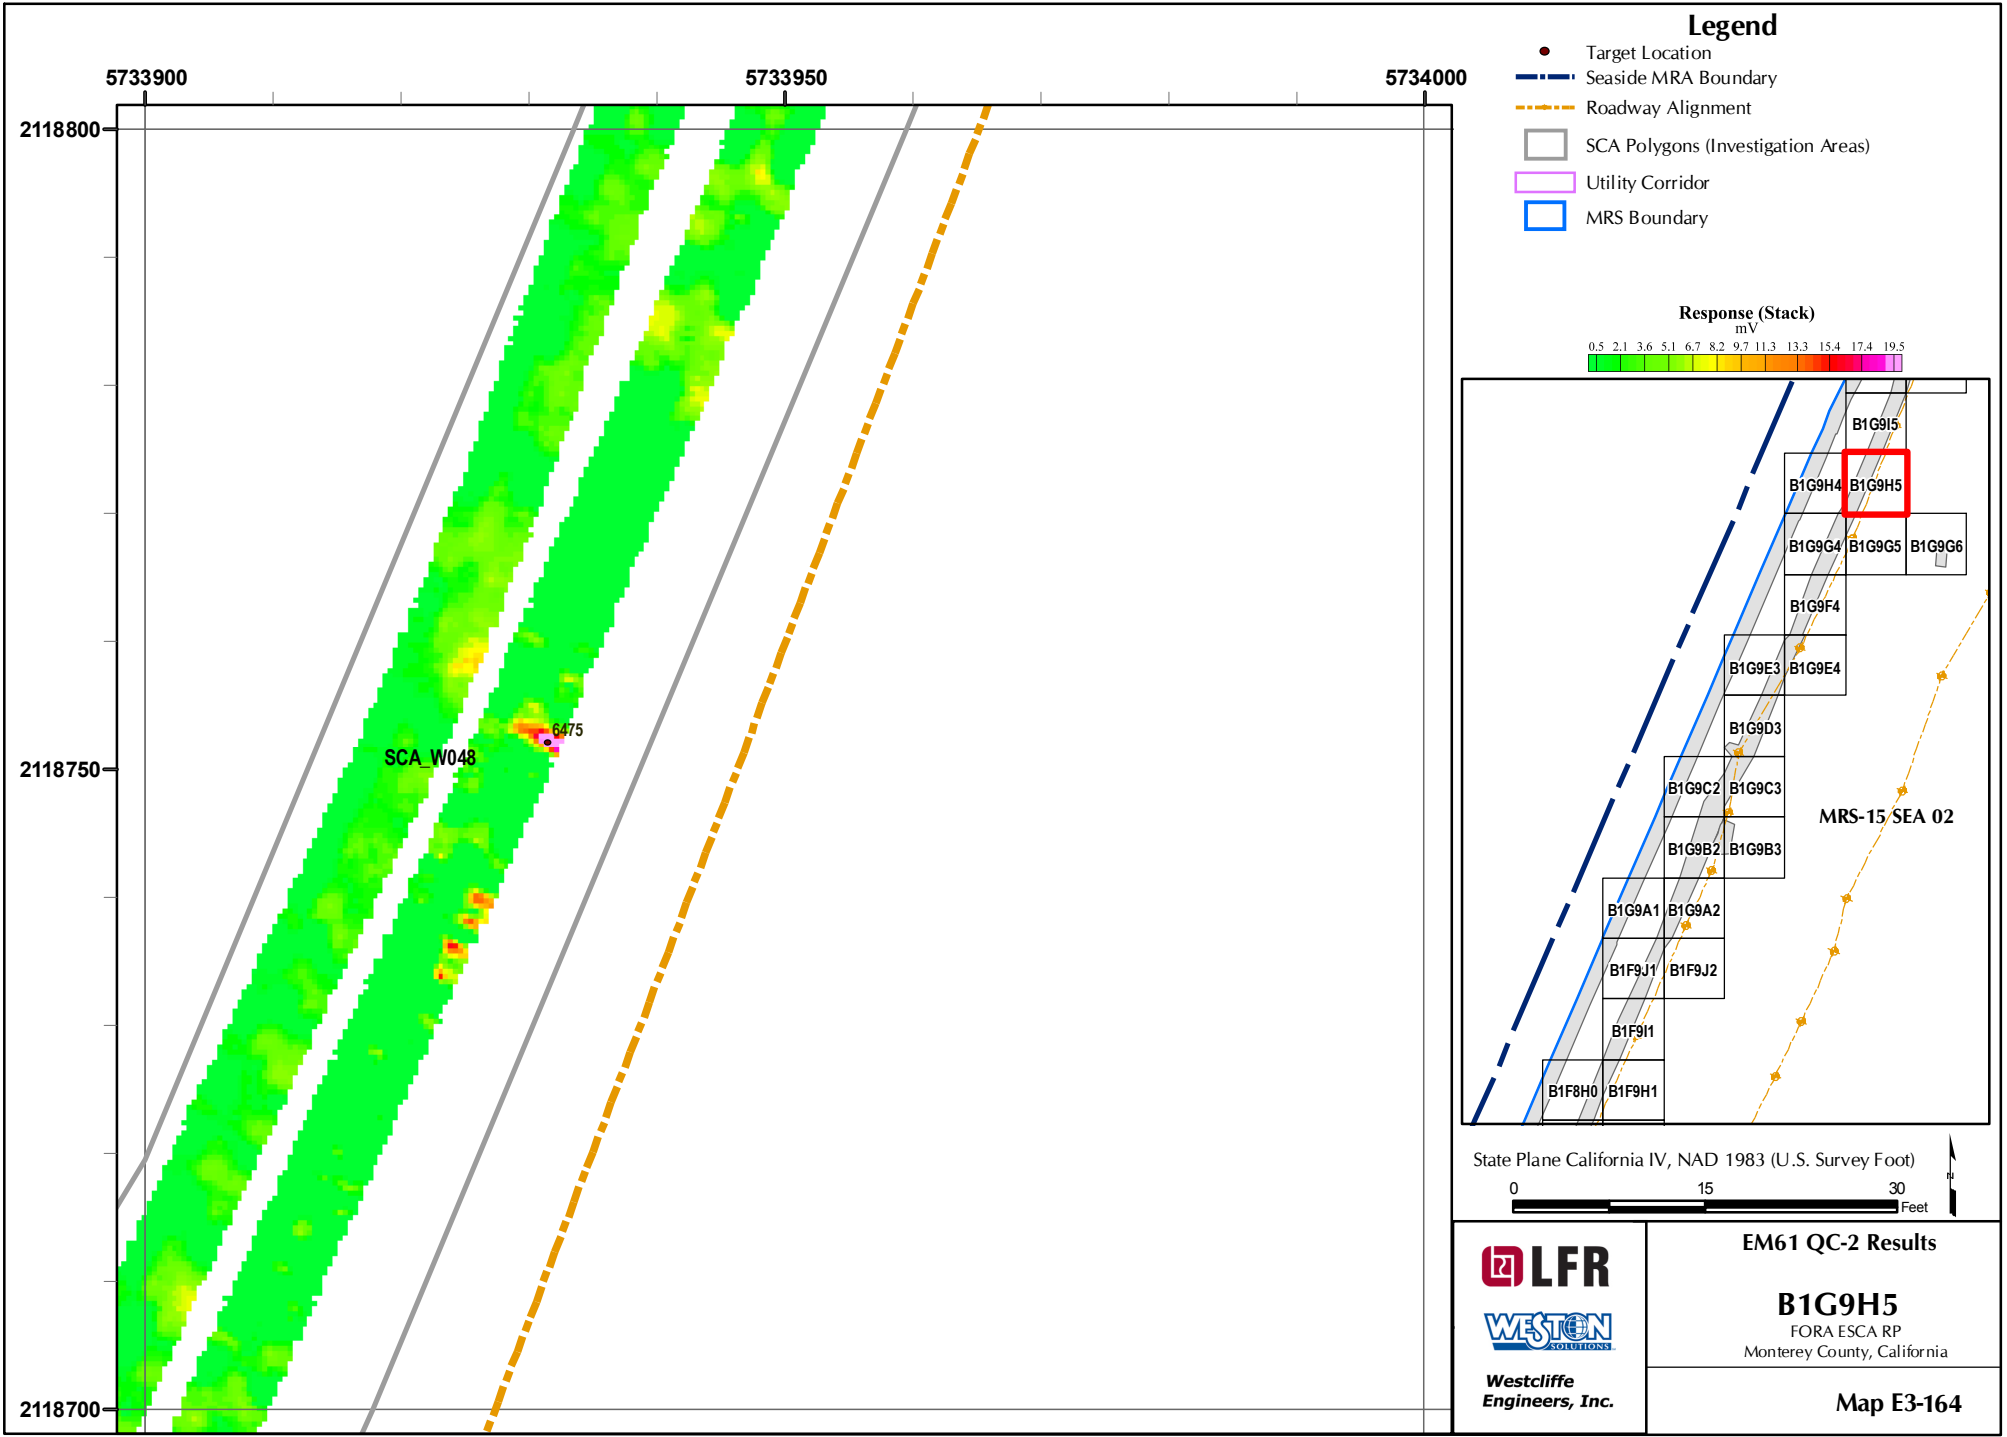 Legend
Target Location
Seaside MRA Boundary
Roadway Alignment
SCA Polygons (Investigation Areas)
Utility Corridor
MRS Boundary
5733900
5733950
5734000
2118800
2118750
2118700
6475
SCA_W048
Response (Stack)
mV
0.5 2.1 3.6 5.1 6.7 8.2 9.7 11.3 13.3 15.4 17.4 19.5
B1G9I5
B1G9H4 B1G9H5
B1G9G4 B1G9G5 B1G9G6
B1G9F4
B1G9E3 B1G9E4
B1G9D3
B1G9C2 B1G9C3
MRS-15 SEA 02
B1G9B2 B1G9B3
B1G9A1 B1G9A2
B1F9J1 B1F9J2
B1F9I1
B1F8H0 B1F9H1
State Plane California IV, NAD 1983 (U.S. Survey Foot)
0 15 30
Feet
N
LFR
WESTON
SOLUTIONS
Westcliffe
Engineers, Inc.
EM61 QC-2 Results
B1G9H5
FORA ESCA RP
Monterey County, California
Map E3-164